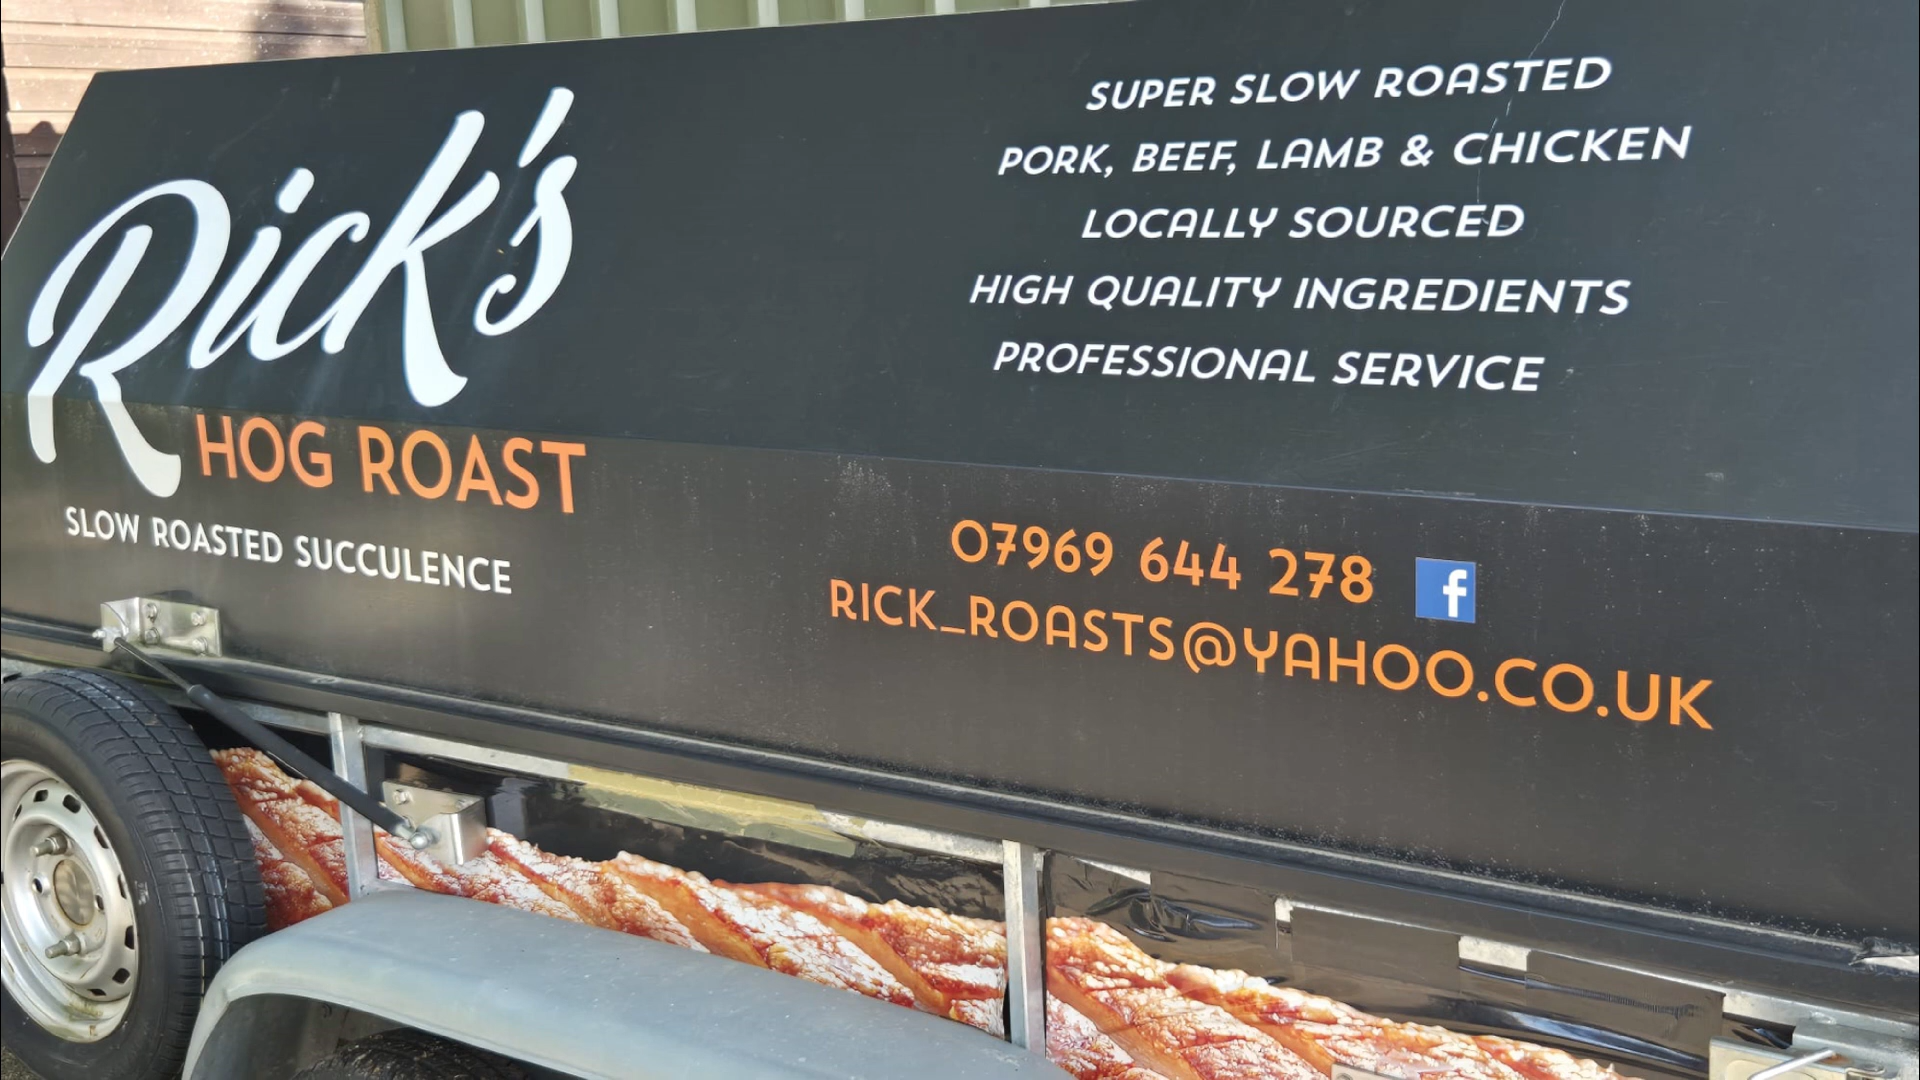 Rick's
HOG ROAST
SLOW ROASTED SUCCULENCE
SUPER SLOW ROASTED
PORK, BEEF, LAMB & CHICKEN
LOCALLY SOURCED
HIGH QUALITY INGREDIENTS
PROFESSIONAL SERVICE
07969 644 278 f
RICK_ROASTS@YAHOO.CO.UK